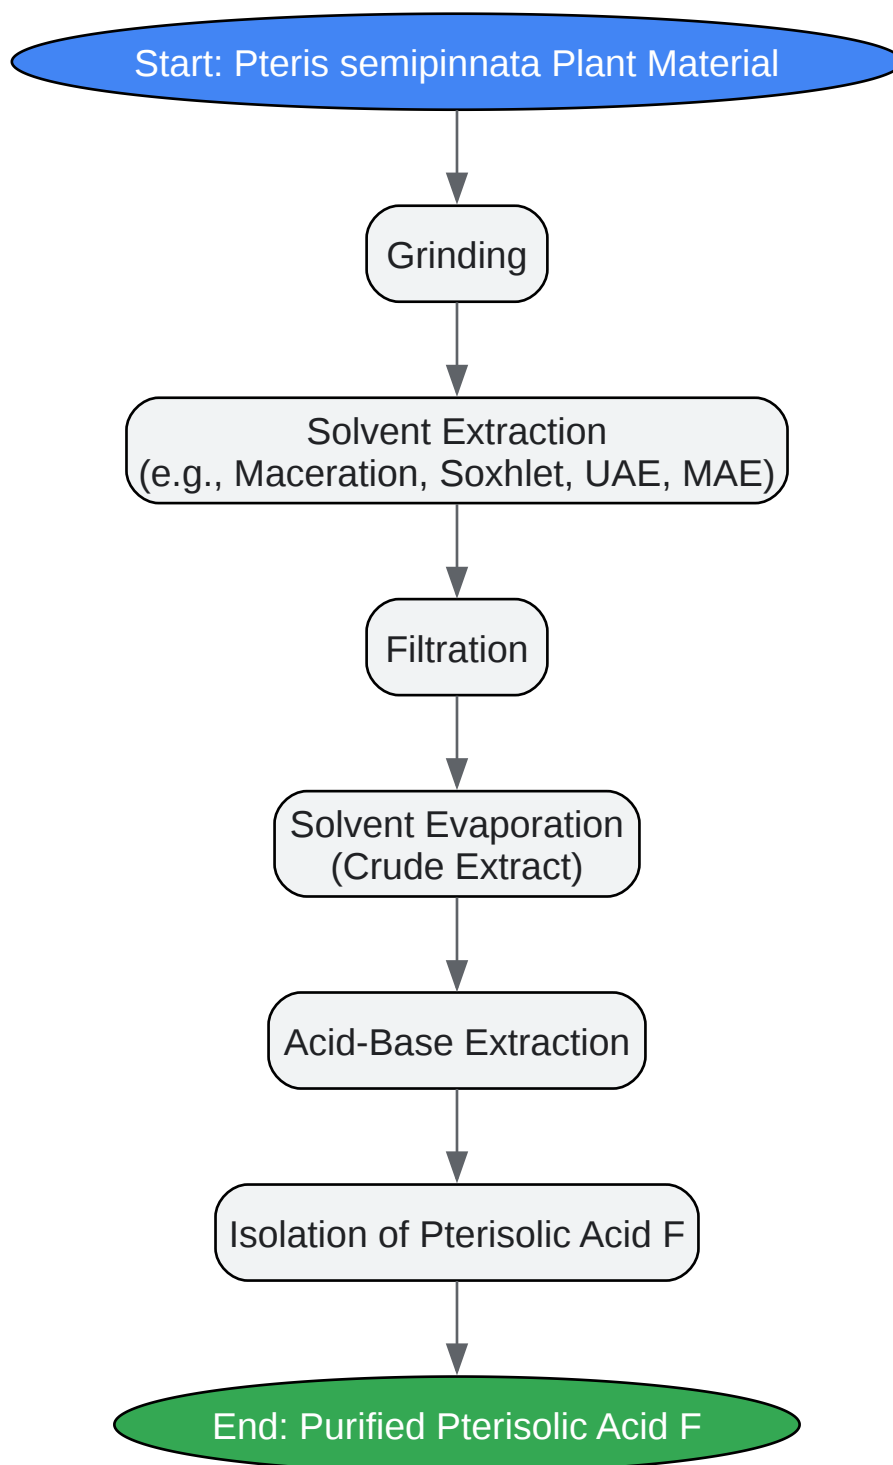 Start: Pteris semipinnata Plant Material
Grinding
Solvent Extraction
(e.g., Maceration, Soxhlet, UAE, MAE)
Filtration
Solvent Evaporation
(Crude Extract)
Acid-Base Extraction
Isolation of Pterisolic Acid F
End: Purified Pterisolic Acid F